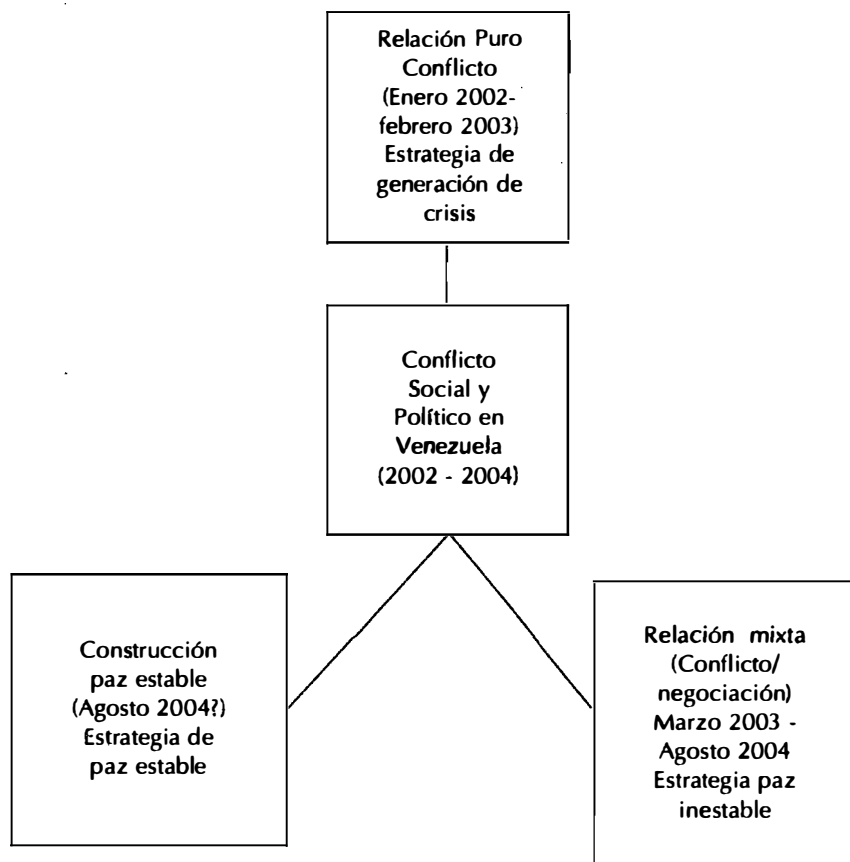 Relación Puro
Conflicto
(Enero 2002-
febrero 2003)
Estrategia de
generación de
crisis
Conflicto
Social y
Político en
Venezuela
(2002 - 2004)
Construcción
paz estable
(Agosto 2004?)
Estrategia de
paz estable
Relación mixta
(Conflicto/
negociación)
Marzo 2003 -
Agosto 2004
Estrategia paz
inestable